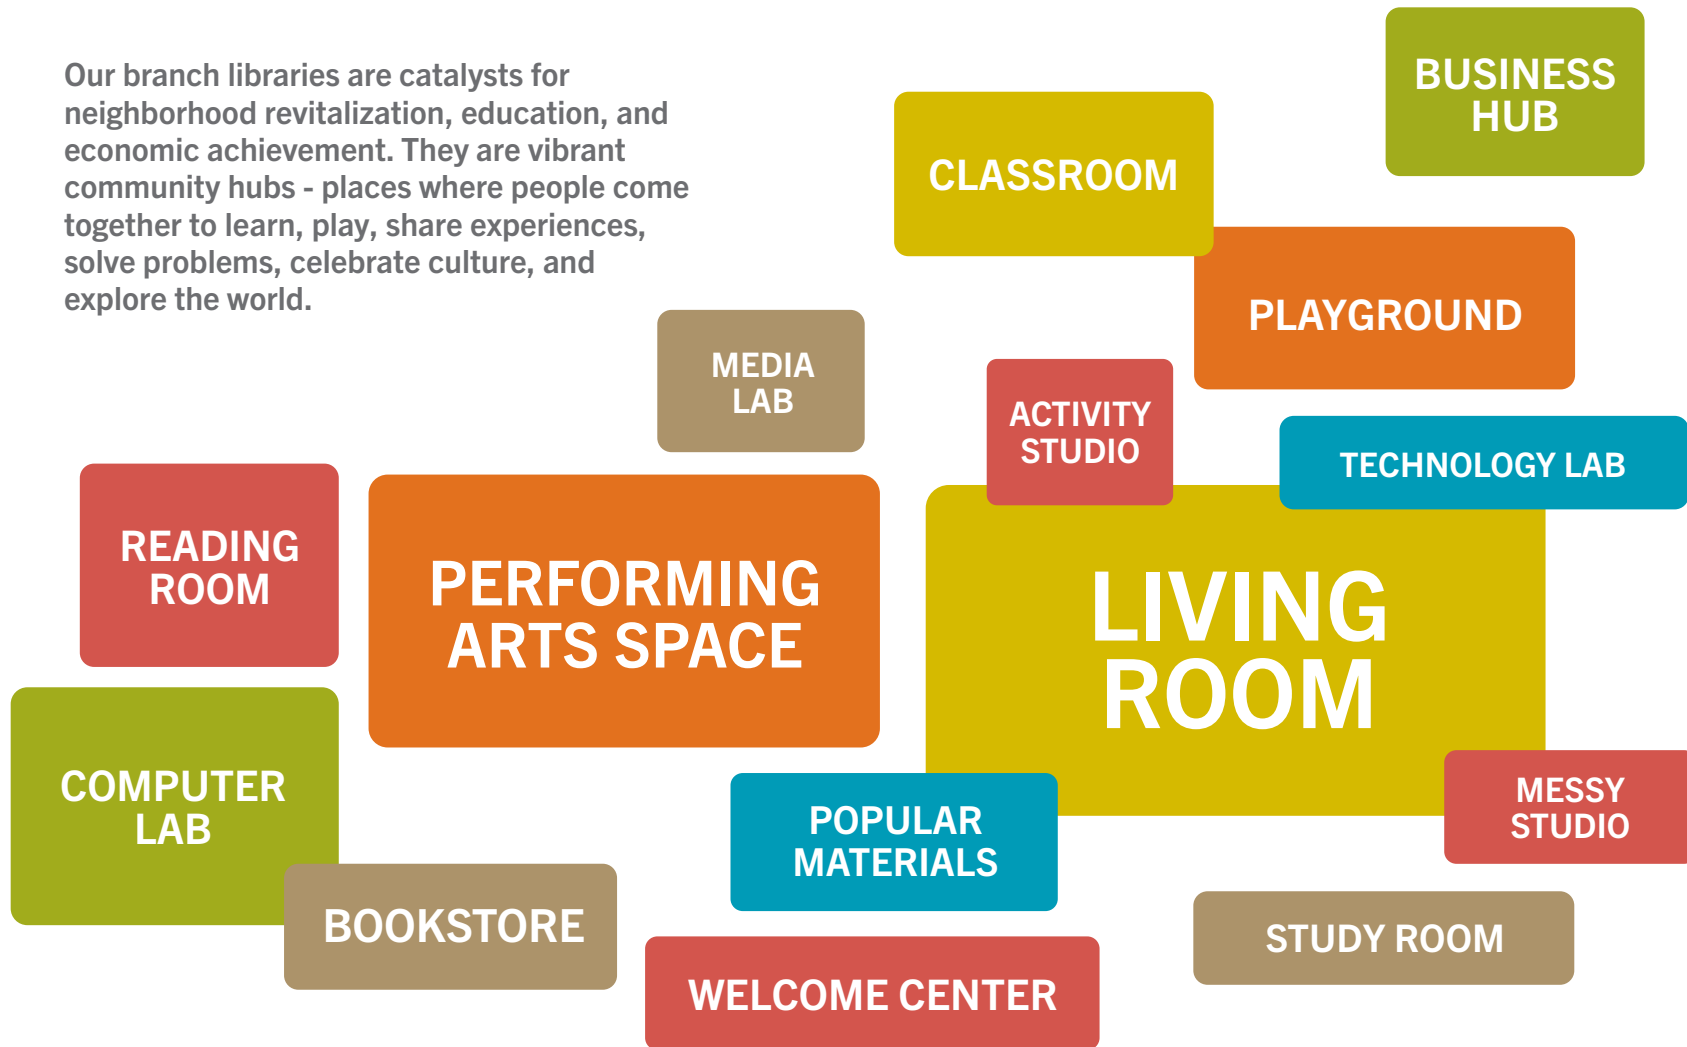 Our branch libraries are catalysts for
neighborhood revitalization, education, and
economic achievement. They are vibrant
community hubs - places where people come
together to learn, play, share experiences,
solve problems, celebrate culture, and
explore the world.
BUSINESS
HUB
CLASSROOM
PLAYGROUND
MEDIA
LAB
ACTIVITY
STUDIO
TECHNOLOGY LAB
READING
ROOM
PERFORMING
ARTS SPACE
LIVING
ROOM
COMPUTER
LAB
POPULAR
MATERIALS
MESSY
STUDIO
BOOKSTORE
STUDY ROOM
WELCOME CENTER